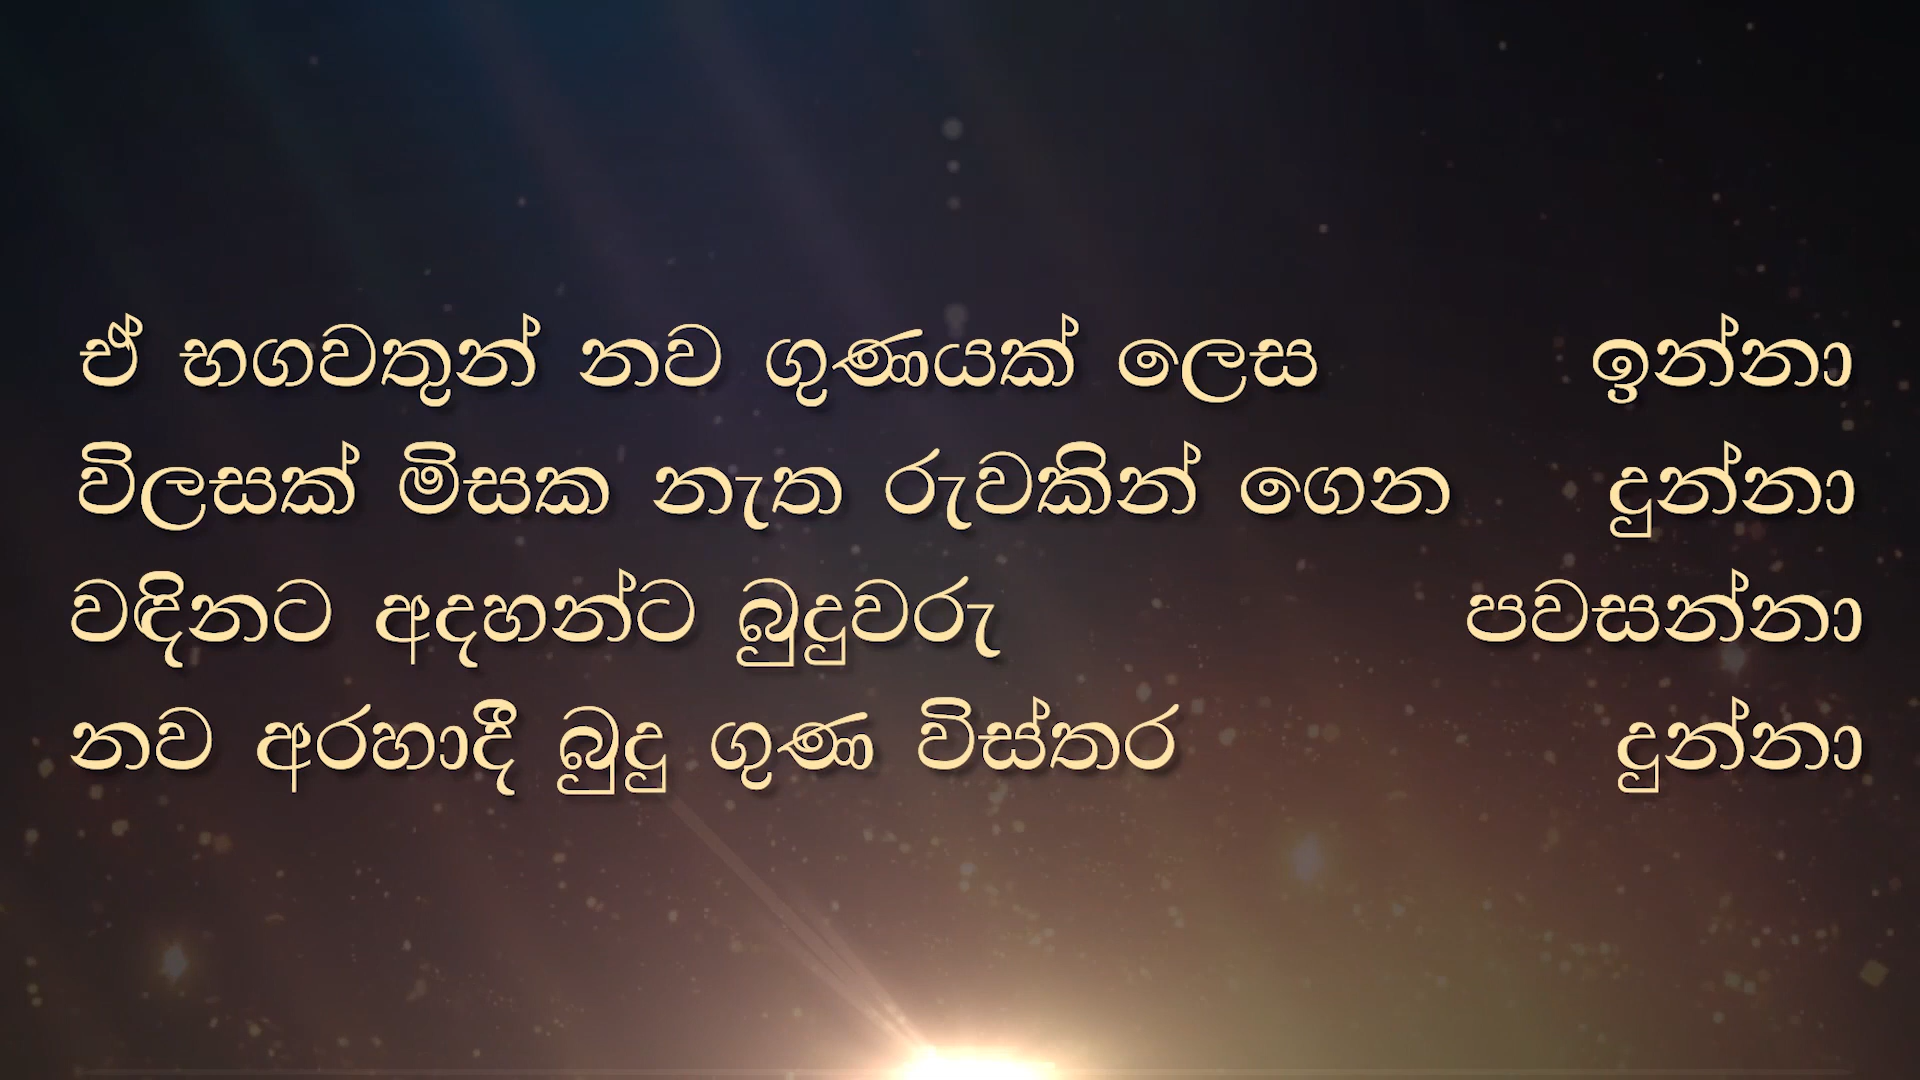 ඒ භගවතුන් නව ගුණයක් ලෙස ඉන්නා
විලසක් මිසක නැත රුවකින් ගෙන දුන්නා
වඳිනට අදහන්ට බුදුවරු පවසන්නා
නව අරහාදී බුදු ගුණ විස්තර දුන්නා